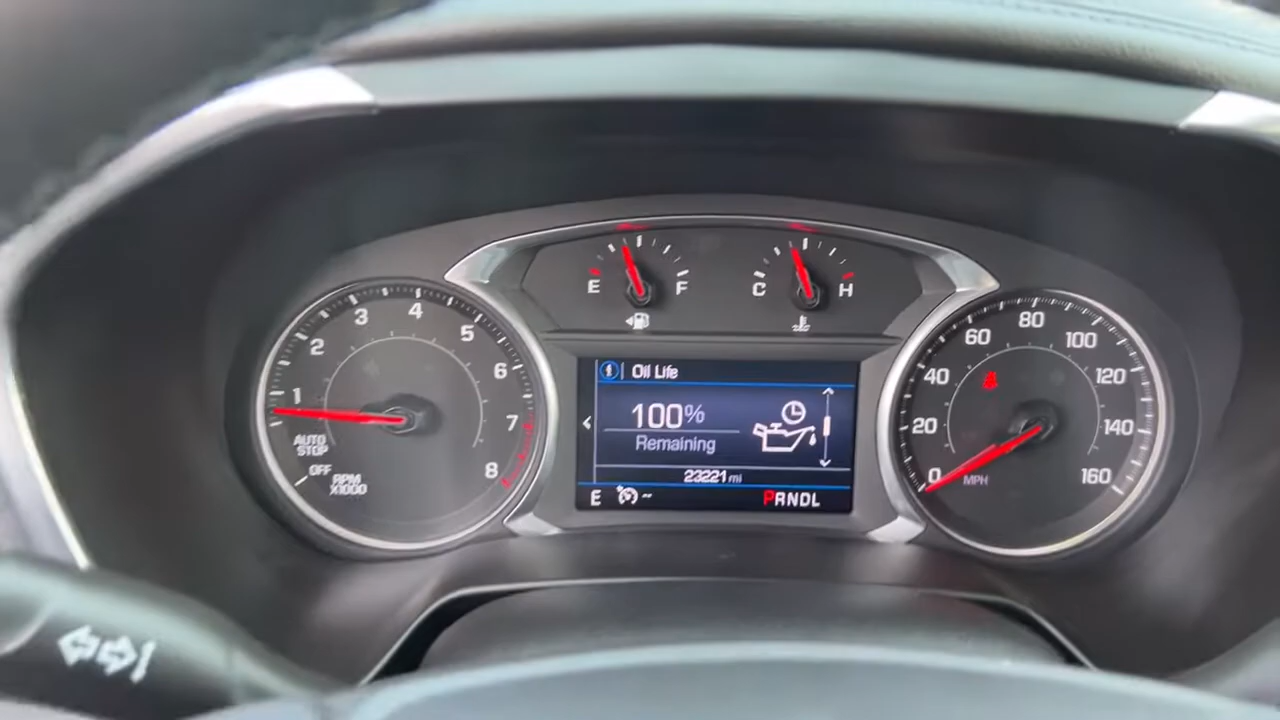 E F
C H
1 2 3 4 5 6 7 8
AUTO
STOP
OFF
RPM
X1000
Oil Life
100%
Remaining
23221 mi
E
PRNDL
0 20 40 60 80 100 120 140 160
MPH